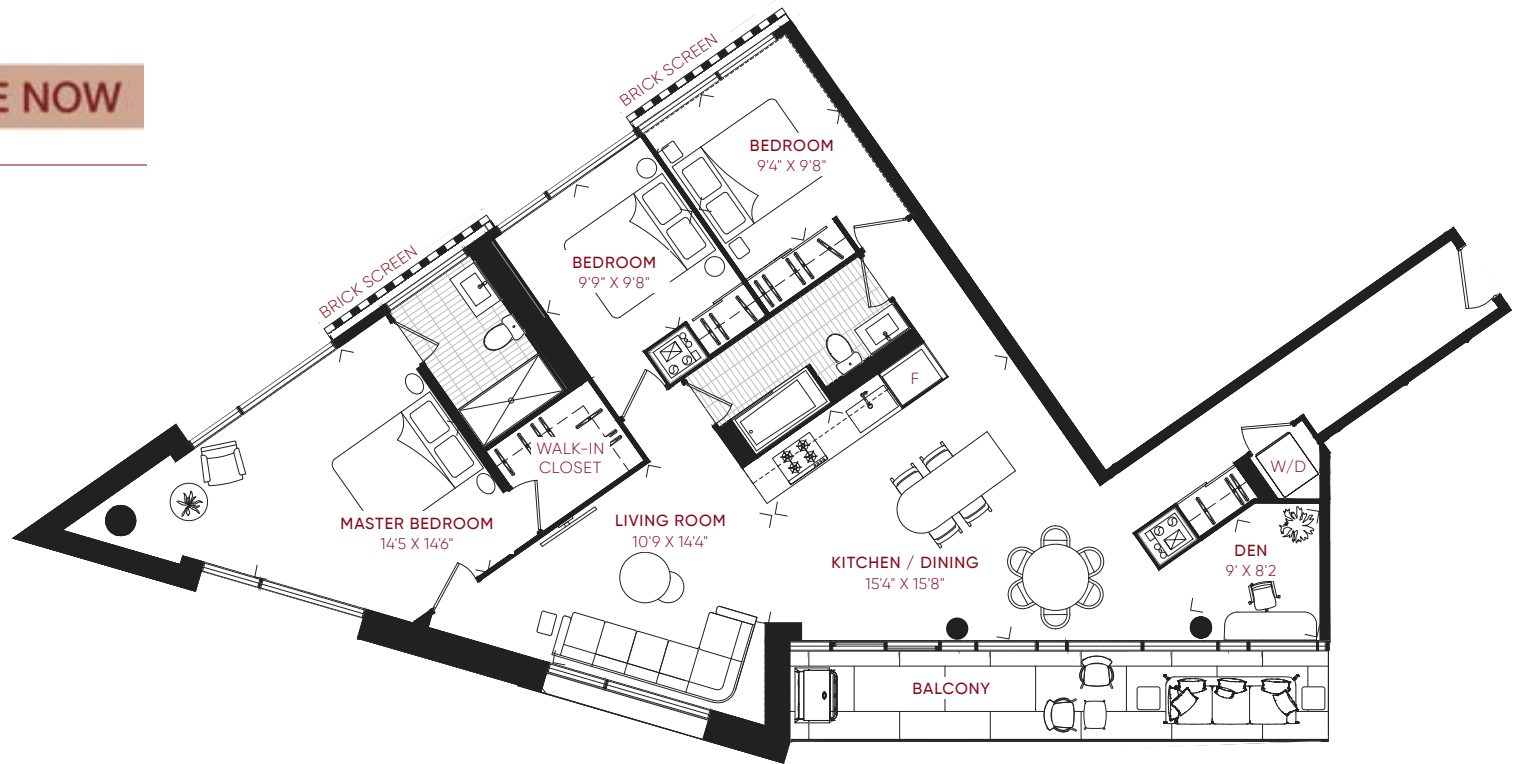 E NOW
BRICK SCREEN
BEDROOM
9'4" X 9'8"
BRICK SCREEN
BEDROOM
9'9" X 9'8"
F
WALK-IN
CLOSET
W/D
MASTER BEDROOM
14'5 X 14'6"
LIVING ROOM
10'9 X 14'4"
KITCHEN / DINING
15'4" X 15'8"
DEN
9' X 8'2
BALCONY